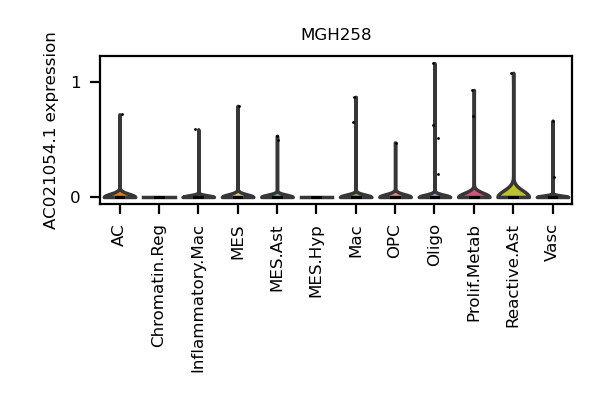 MGH258
AC021054.1 expression
1
0
AC
Chromatin.Reg
Inflammatory.Mac
MES
MES.Ast
MES.Hyp
Mac
OPC
Oligo
Prolif.Metab
Reactive.Ast
Vasc